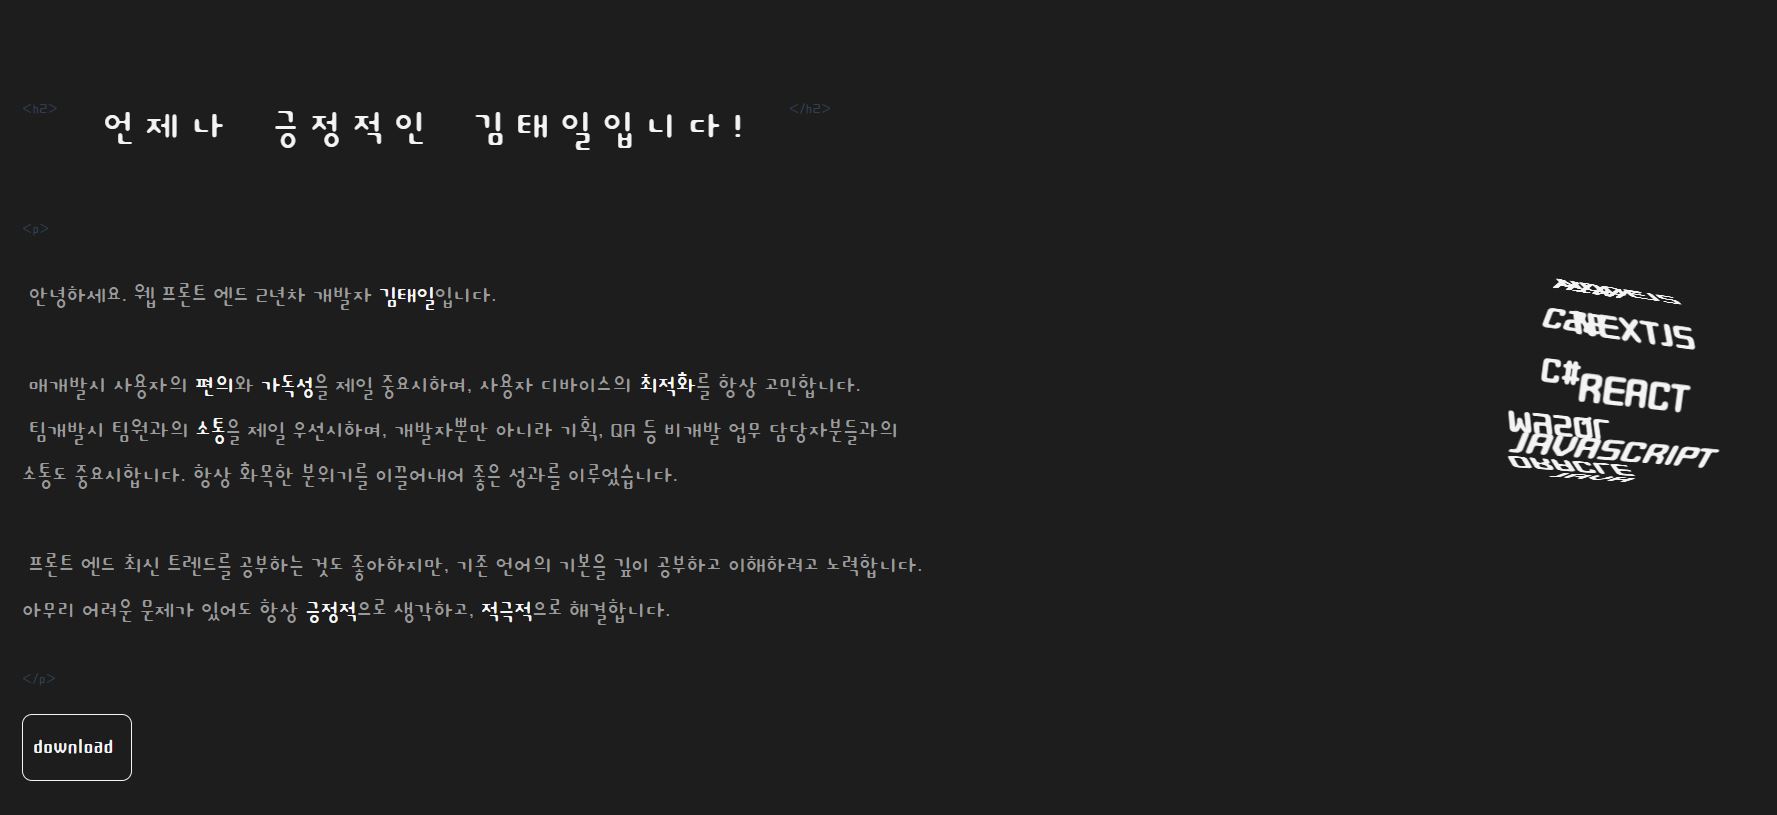 <h2>
언제나 긍정적인 김태일입니다!
</h2>
<p>
안녕하세요. 웹 프론트 엔드 2년차 개발자 김태일입니다.
매개발시 사용자의 편의와 가독성을 제일 중요시하며, 사용자 디바이스의 최적화를 항상 고민합니다.
팀개발시 팀원과의 소통을 제일 우선시하며, 개발자뿐만 아니라 기획, QA 등 비개발 업무 담당자분들과의
소통도 중요시합니다. 항상 화목한 분위기를 이끌어내어 좋은 성과를 이루었습니다.
프론트 엔드 최신 트렌드를 공부하는 것도 좋아하지만, 기존 언어의 기본을 깊이 공부하고 이해하려고 노력합니다.
아무리 어려운 문제가 있어도 항상 긍정적으로 생각하고, 적극적으로 해결합니다.
</p>
download
NEXTJS
C#
REACT
JAVASCRIPT
ORACLE
JAVA